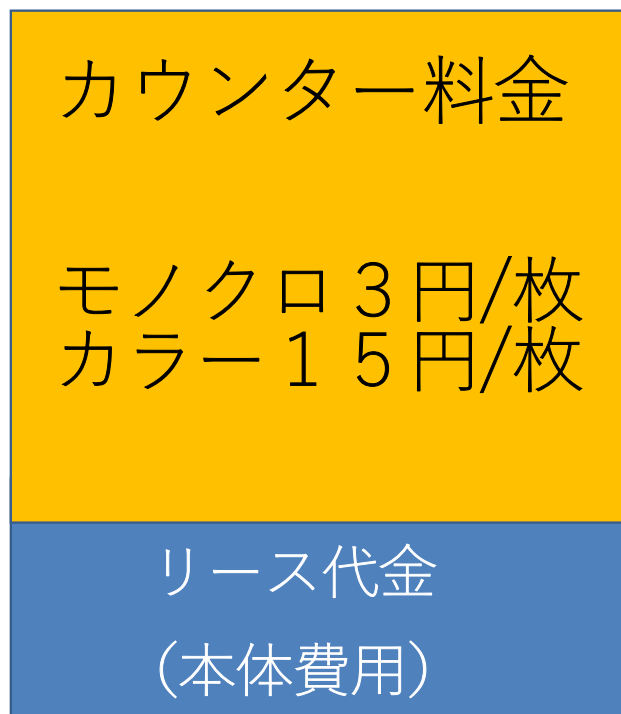 カウンター料金
モノクロ３円/枚
カラー１５円/枚
リース代金
（本体費用）